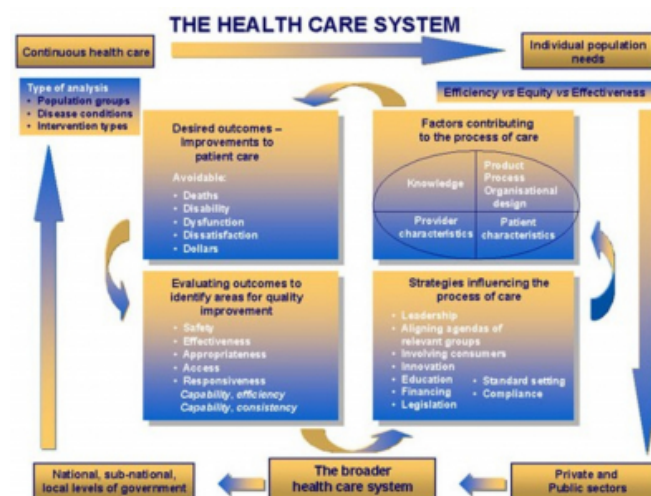 THE HEALTH CARE SYSTEM
Continuous health care
Individual population
needs
Type of analysis
• Population groups
• Disease conditions
• Intervention types
Efficiency vs Equity vs Effectiveness
Desired outcomes –
Improvements to
patient care
Avoidable:
• Deaths
• Disability
• Dysfunction
• Dissatisfaction
• Dollars
Factors contributing
to the process of care
Knowledge
Product
Process
Organisational
design
Provider
characteristics
Patient
characteristics
Evaluating outcomes to
identify areas for quality
improvement
• Safety
• Effectiveness
• Appropriateness
• Access
• Responsiveness
Capability, efficiency
Capability, consistency
Strategies influencing the
process of care
• Leadership
• Aligning agendas of
relevant groups
• Involving consumers
• Innovation
• Education
• Financing
• Legislation
• Standard setting
• Compliance
National, sub-national,
local levels of government
The broader
health care system
Private and
Public sectors